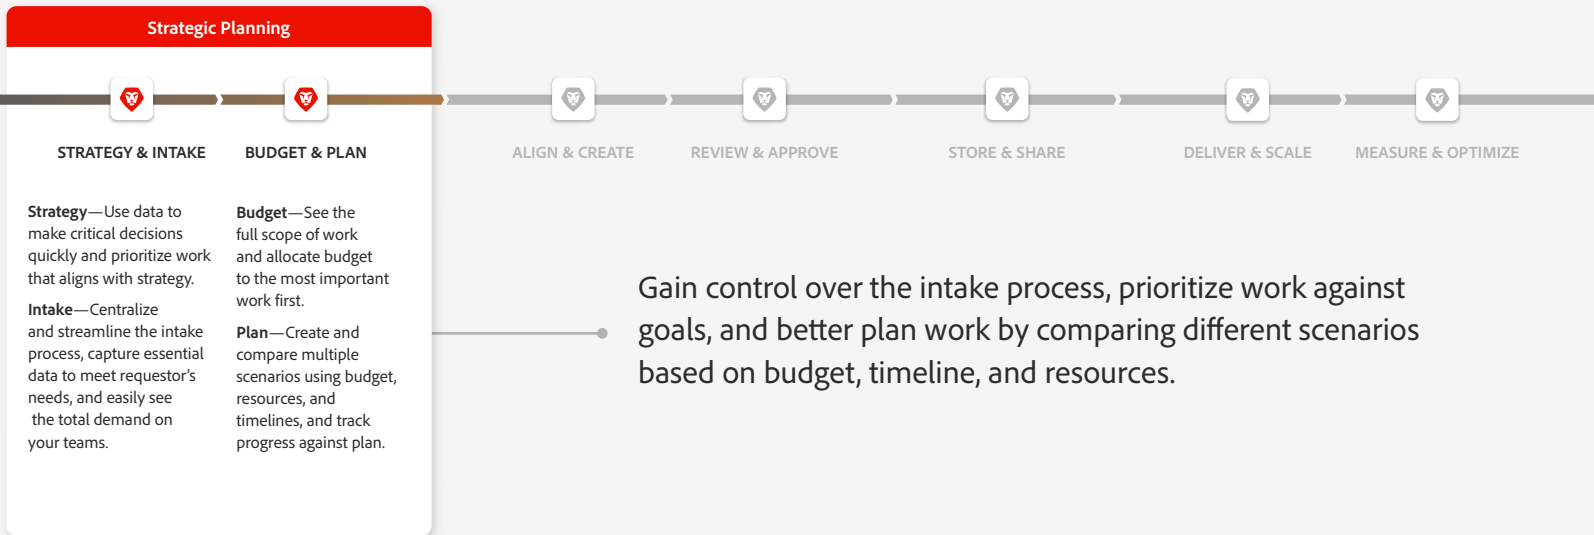 Strategic Planning
STRATEGY & INTAKE
BUDGET & PLAN
ALIGN & CREATE
REVIEW & APPROVE
STORE & SHARE
DELIVER & SCALE
MEASURE & OPTIMIZE
Strategy—Use data to
make critical decisions
quickly and prioritize work
that aligns with strategy.
Intake—Centralize
and streamline the intake
process, capture essential
data to meet requestor’s
needs, and easily see
the total demand on
your teams.
Budget—See the
full scope of work
and allocate budget
to the most important
work first.
Plan—Create and
compare multiple
scenarios using budget,
resources, and
timelines, and track
progress against plan.
Gain control over the intake process, prioritize work against
goals, and better plan work by comparing different scenarios
based on budget, timeline, and resources.